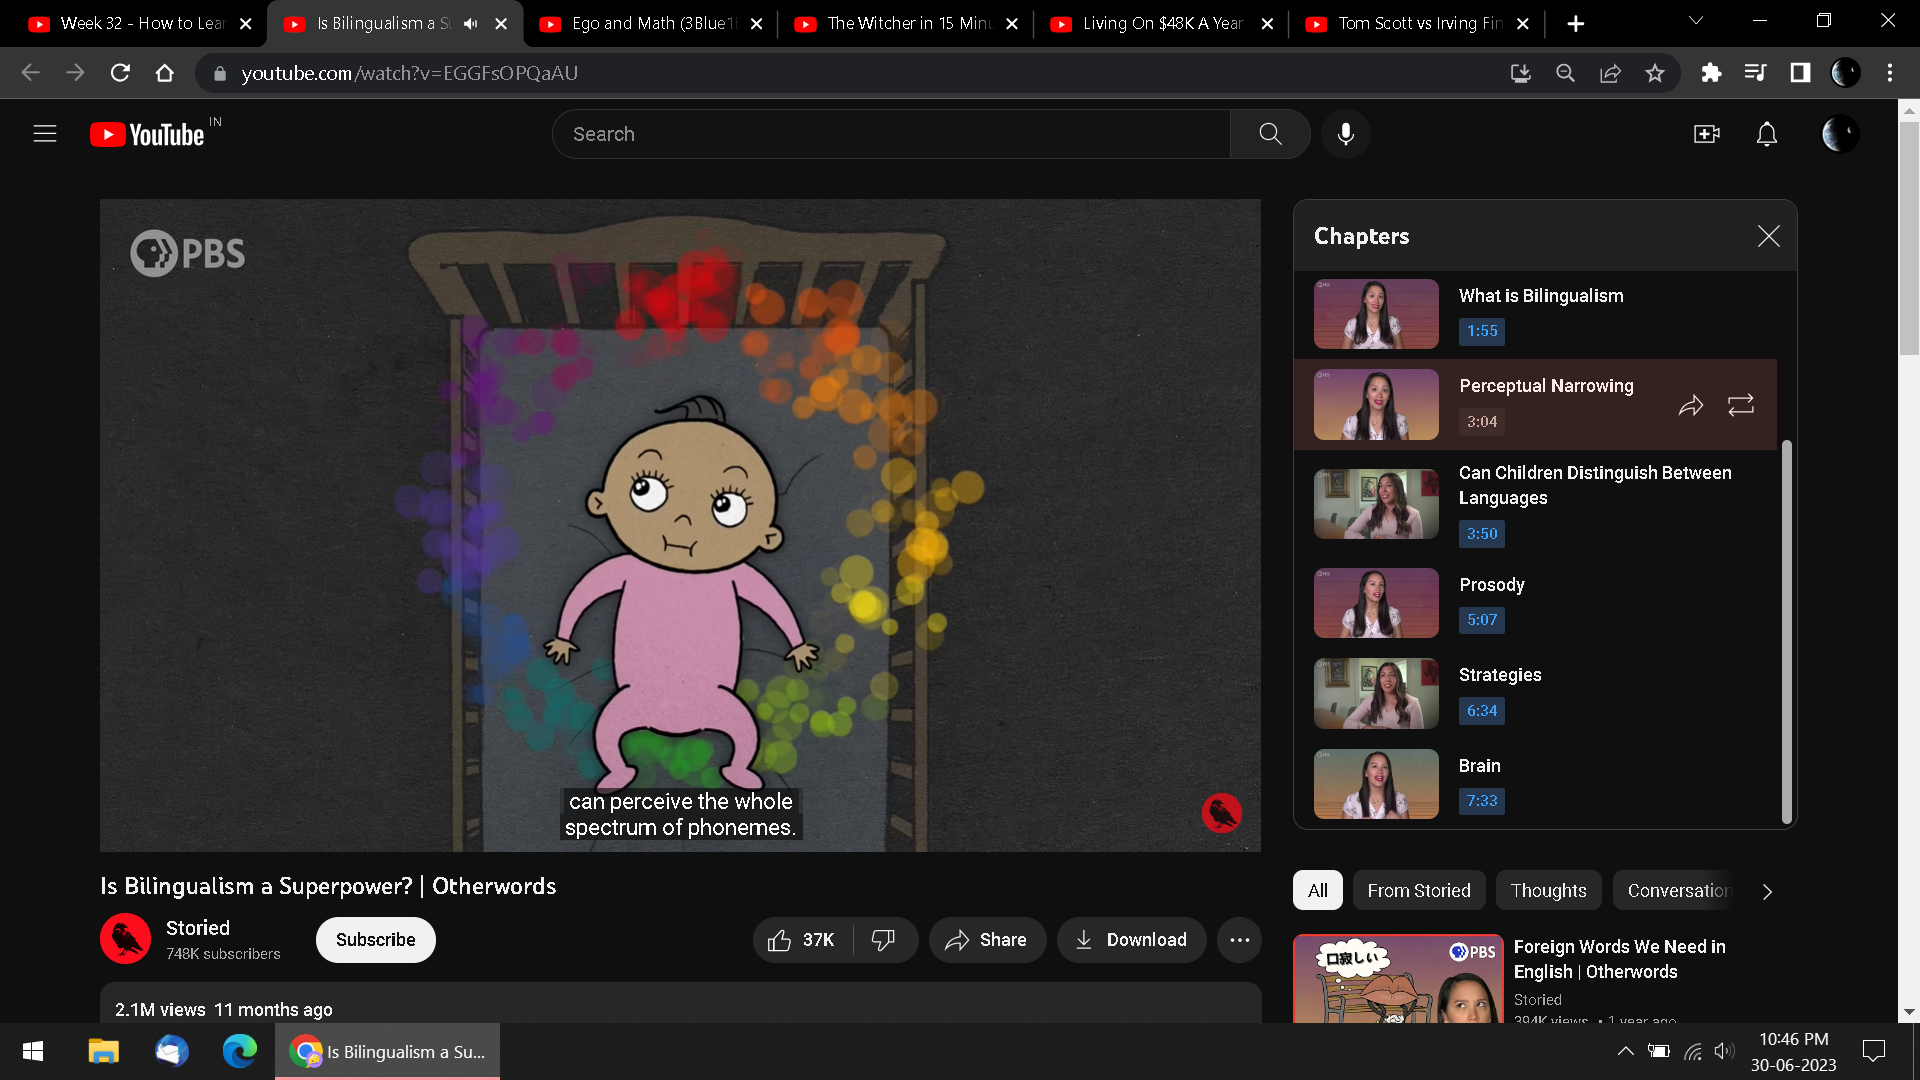 Week 32 - How to Lear
Is Bilingualism a Su
Ego and Math (3Blue1B
The Witcher in 15 Minu
Living On $48K A Year
Tom Scott vs Irving Fin
youtube.com/watch?v=EGGFsOPQaAU
YouTube IN
Search
PBS
can perceive the whole
spectrum of phonemes.
Chapters
What is Bilingualism
1:55
Perceptual Narrowing
3:04
Can Children Distinguish Between
Languages
3:50
Prosody
5:07
Strategies
6:34
Brain
7:33
Is Bilingualism a Superpower? | Otherwords
Storied
748K subscribers
Subscribe
37K
Share
Download
2.1M views 11 months ago
All
From Storied
Thoughts
Conversation
口寂しい
PBS
Foreign Words We Need in
English | Otherwords
Storied
394K views • 1 year ago
Is Bilingualism a Su...
10:46 PM
30-06-2023